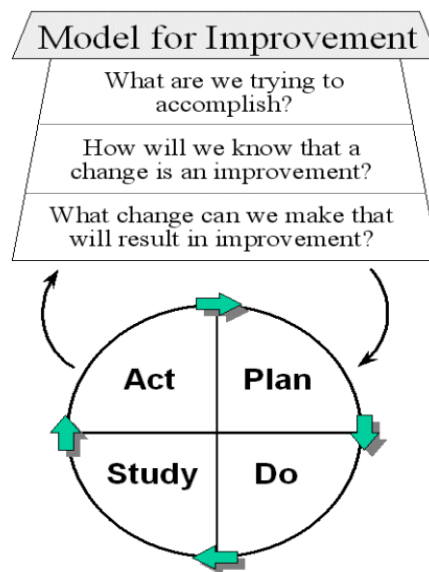 Model for Improvement
What are we trying to
accomplish?
How will we know that a
change is an improvement?
What change can we make that
will result in improvement?
Act
Plan
Study
Do